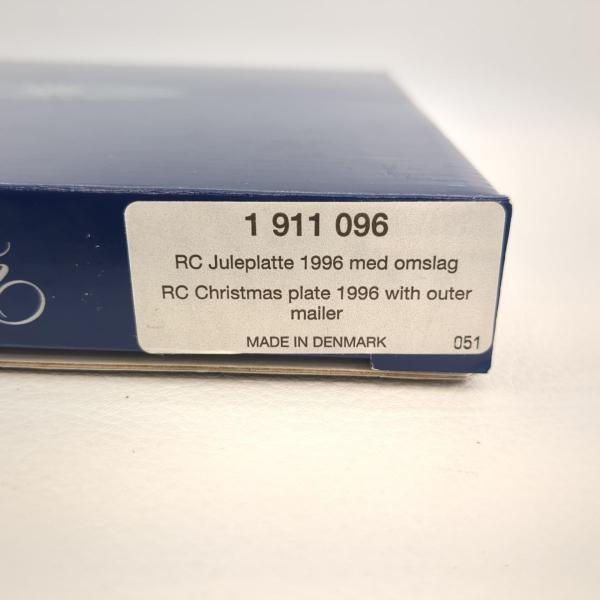 1 911 096
RC Juleplatte 1996 med omslag
RC Christmas plate 1996 with outer
mailer
MADE IN DENMARK 051